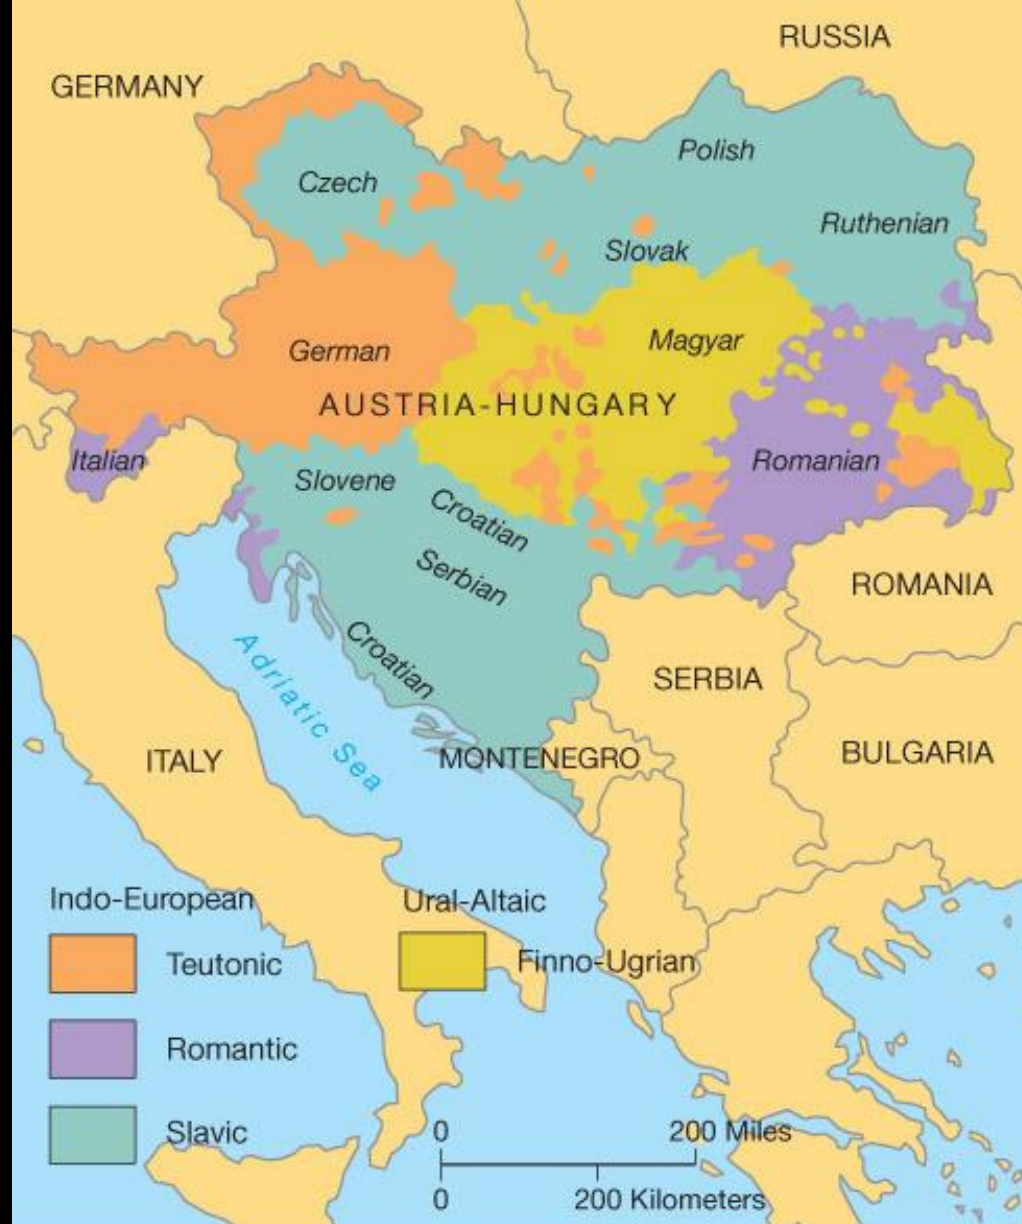 RUSSIA
GERMANY
Polish
Czech
Ruthenian
Slovak
Magyar
German
AUSTRIA-HUNGARY
Italian
Romanian
Slovene
Croatian
Serbian
ROMANIA
Croatian
SERBIA
Adriatic Sea
ITALY
MONTENEGRO
BULGARIA
Indo-European
Teutonic
Romantic
Slavic
Ural-Altaic
Finno-Ugrian
0
200 Miles
0
200 Kilometers